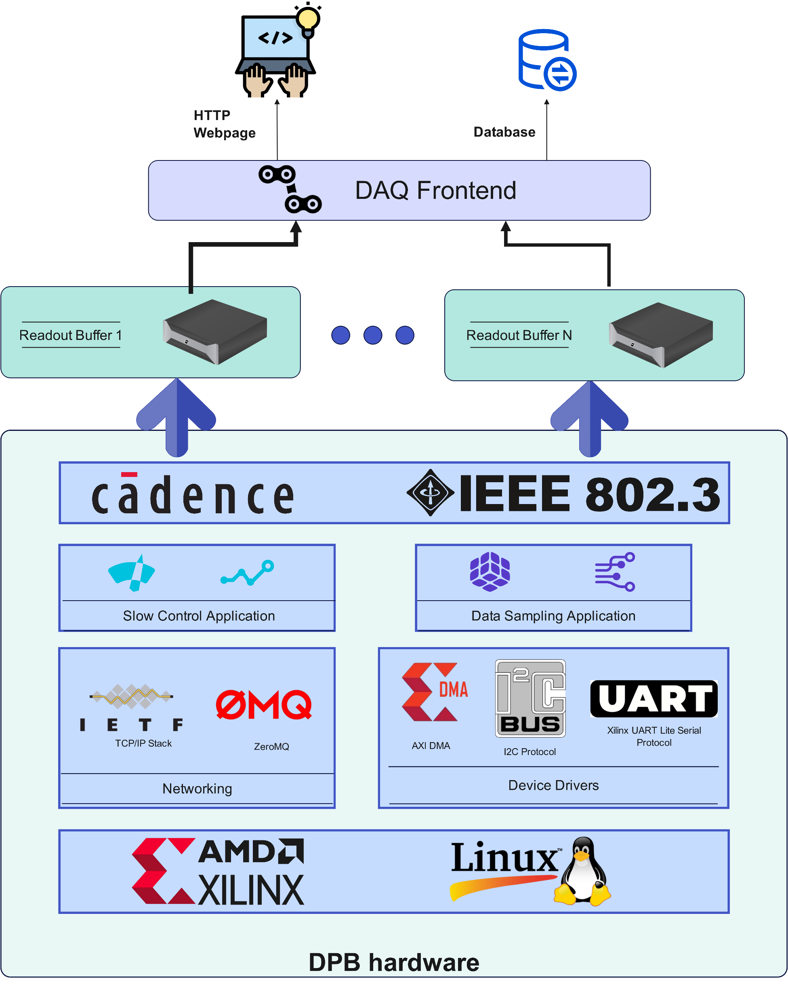 </>
HTTP
Webpage
Database
DAQ Frontend
Readout Buffer 1
Readout Buffer N
cādence
IEEE 802.3
Slow Control Application
Data Sampling Application
IETF
TCP/IP Stack
ØMQ
ZeroMQ
Networking
DMA
AXI DMA
I²C
BUS
I2C Protocol
UART
Xilinx UART Lite Serial
Protocol
Device Drivers
AMD
XILINX
Linux™
DPB hardware